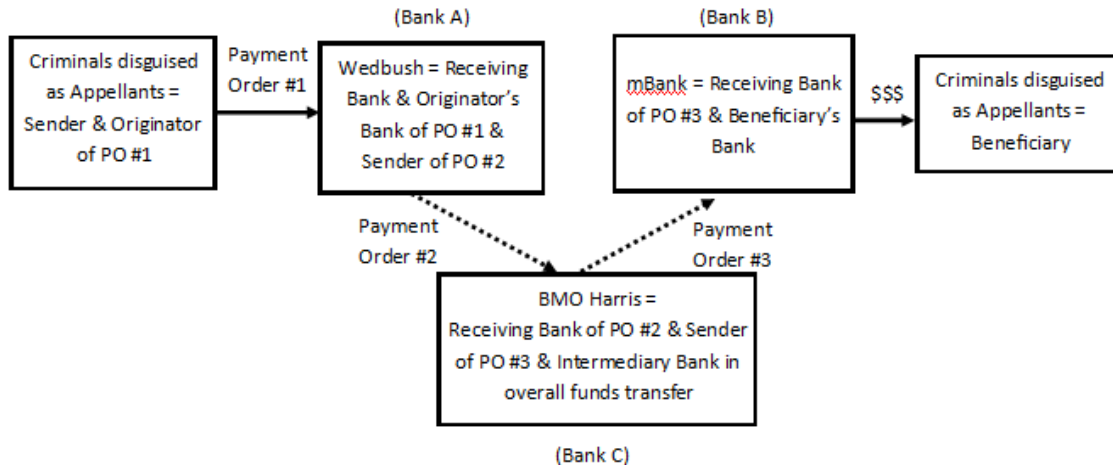 (Bank A)
(Bank B)
Criminals disguised
as Appellants =
Sender & Originator
of PO #1
Payment
Order #1
Wedbush = Receiving
Bank & Originator's
Bank of PO #1 &
Sender of PO #2
mBank = Receiving Bank
of PO #3 & Beneficiary's
Bank
$$$
Criminals disguised
as Appellants =
Beneficiary
Payment
Order #2
Payment
Order #3
BMO Harris =
Receiving Bank of PO #2 & Sender
of PO #3 & Intermediary Bank in
overall funds transfer
(Bank C)